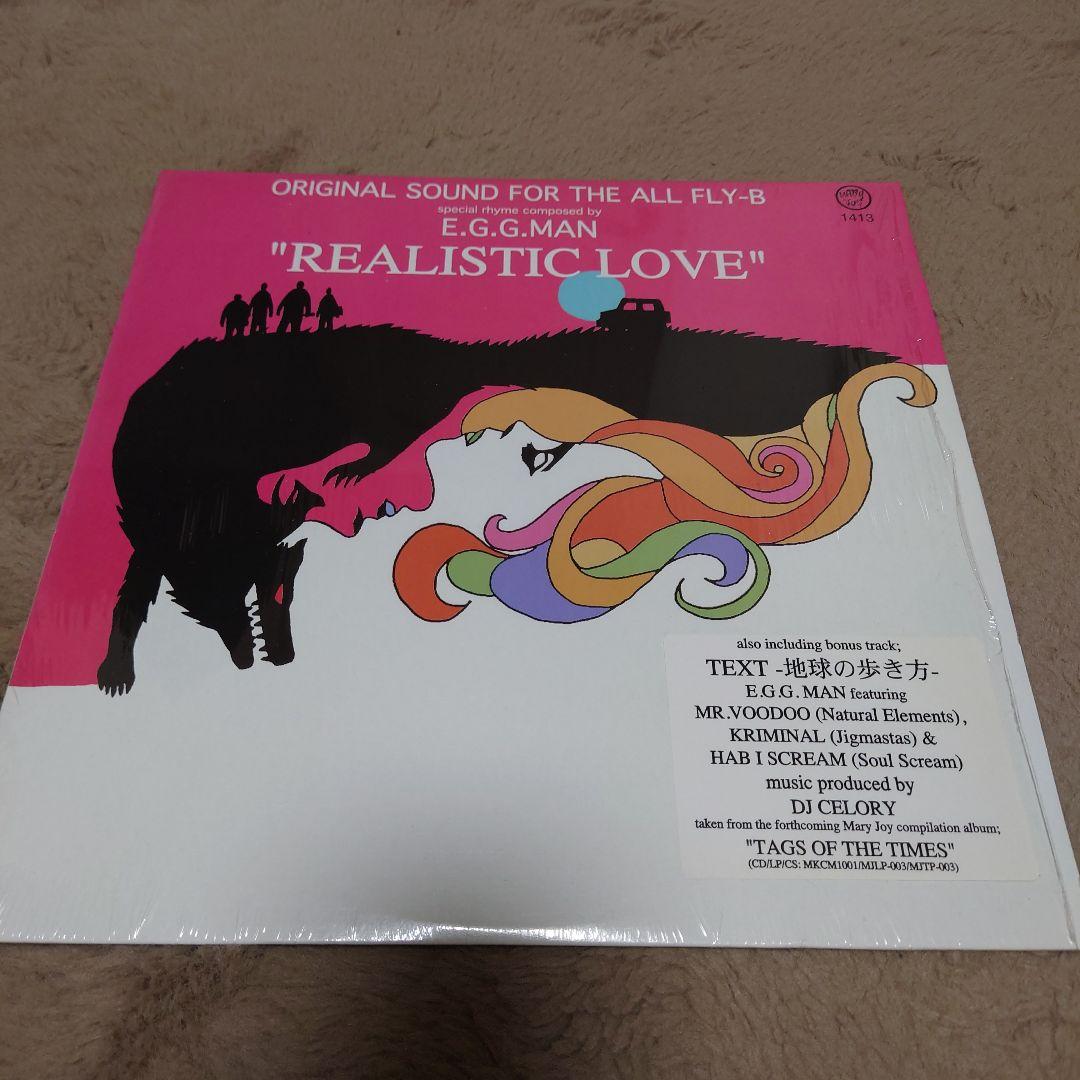 ORIGINAL SOUND FOR THE ALL FLY-B
special rhyme composed by
E.G.G.MAN
"REALISTIC LOVE"
mary joy
1413
also including bonus track;
TEXT -地球の歩き方-
E.G.G. MAN featuring
MR.VOODOO (Natural Elements),
KRIMINAL (Jigmastas) &
HAB I SCREAM (Soul Scream)
music produced by
DJ CELORY
taken from the forthcoming Mary Joy compilation album;
"TAGS OF THE TIMES"
(CD/LP/CS: MKCM1001/MJLP-003/MJTP-003)